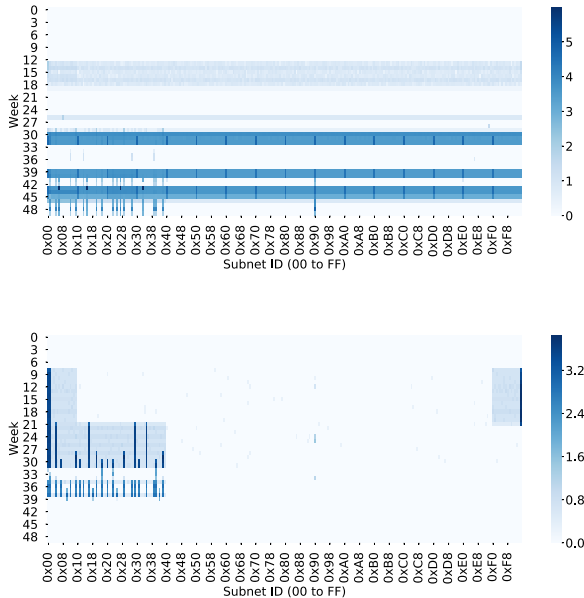 0
3
6
9
12
15
18
21
24
27
30
33
36
39
42
45
48
Week
0x00
0x08
0x10
0x18
0x20
0x28
0x30
0x38
0x40
0x48
0x50
0x58
0x60
0x68
0x70
0x78
0x80
0x88
0x90
0x98
0xA0
0xA8
0xB0
0xB8
0xC0
0xC8
0xD0
0xD8
0xE0
0xE8
0xF0
0xF8
Subnet ID (00 to FF)
5
4
3
2
1
0
0
3
6
9
12
15
18
21
24
27
30
33
36
39
42
45
48
Week
0x00
0x08
0x10
0x18
0x20
0x28
0x30
0x38
0x40
0x48
0x50
0x58
0x60
0x68
0x70
0x78
0x80
0x88
0x90
0x98
0xA0
0xA8
0xB0
0xB8
0xC0
0xC8
0xD0
0xD8
0xE0
0xE8
0xF0
0xF8
Subnet ID (00 to FF)
3.2
2.4
1.6
0.8
0.0